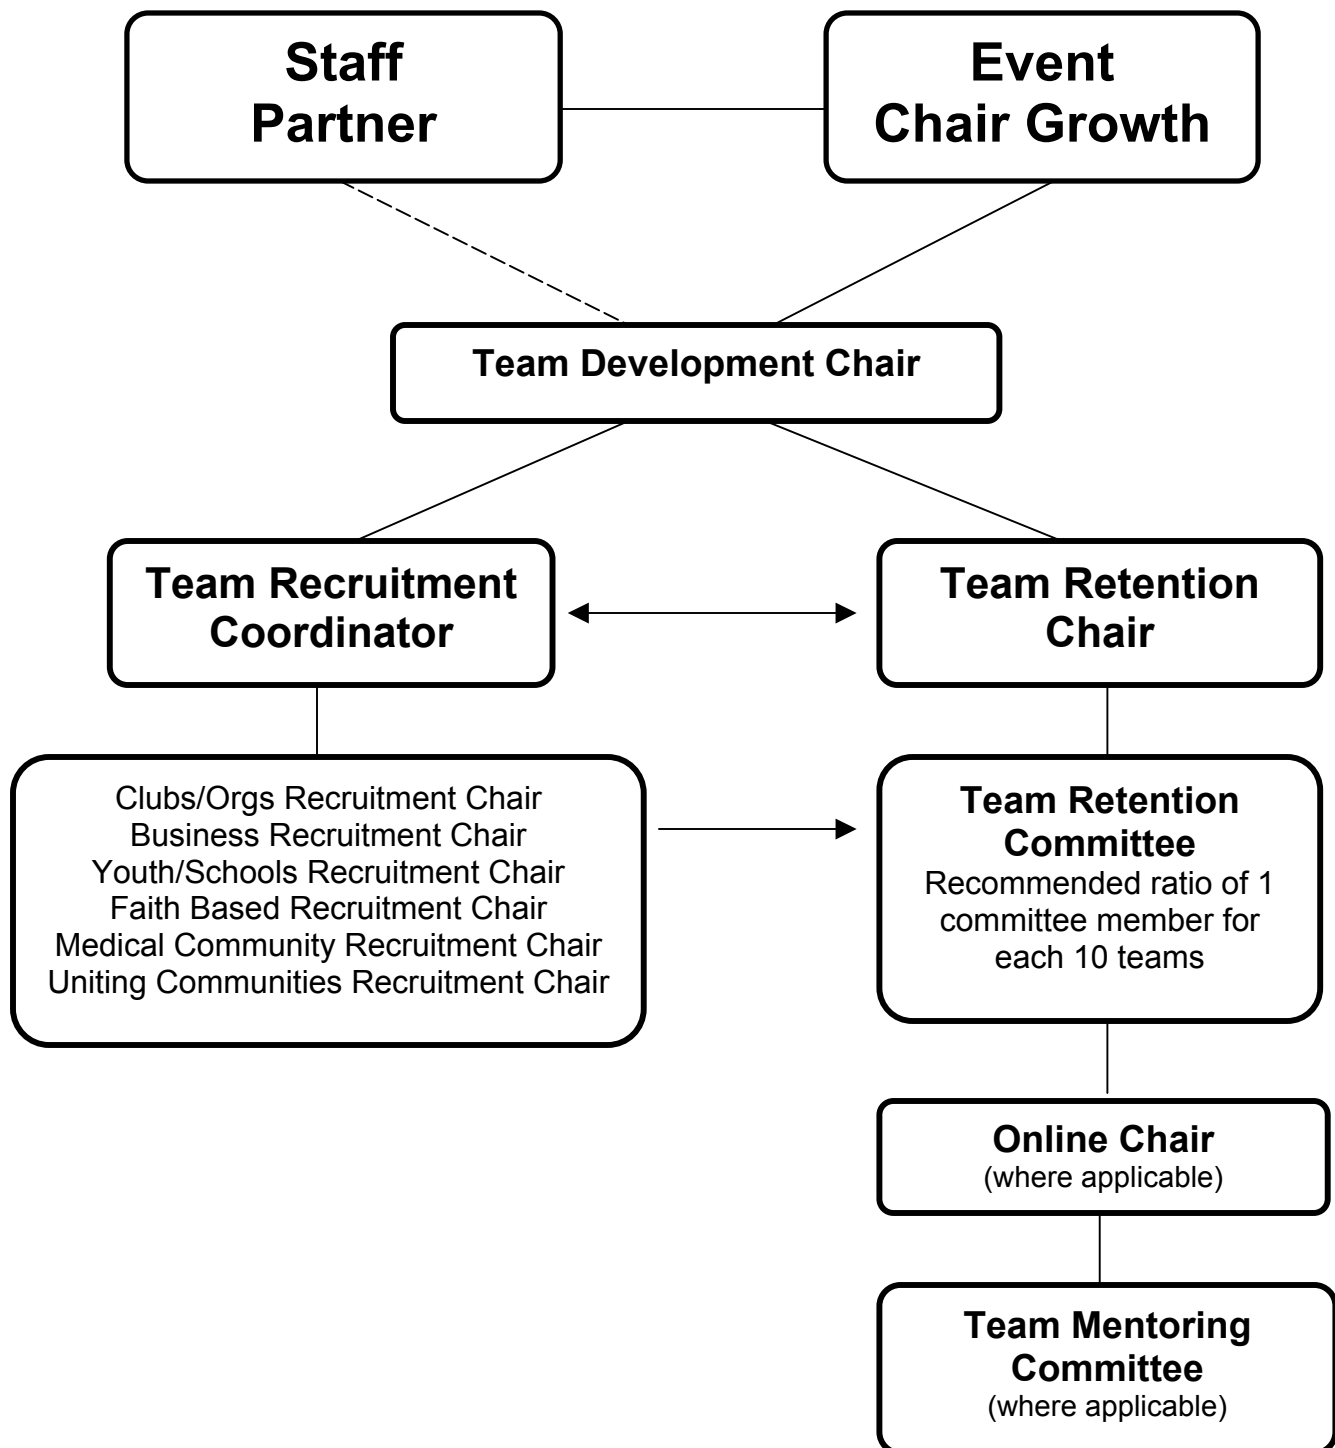 Staff
Partner
Event
Chair Growth
Team Development Chair
Team Recruitment
Coordinator
Team Retention
Chair
Clubs/Orgs Recruitment Chair
Business Recruitment Chair
Youth/Schools Recruitment Chair
Faith Based Recruitment Chair
Medical Community Recruitment Chair
Uniting Communities Recruitment Chair
Team Retention
Committee
Recommended ratio of 1
committee member for
each 10 teams
Online Chair
(where applicable)
Team Mentoring
Committee
(where applicable)